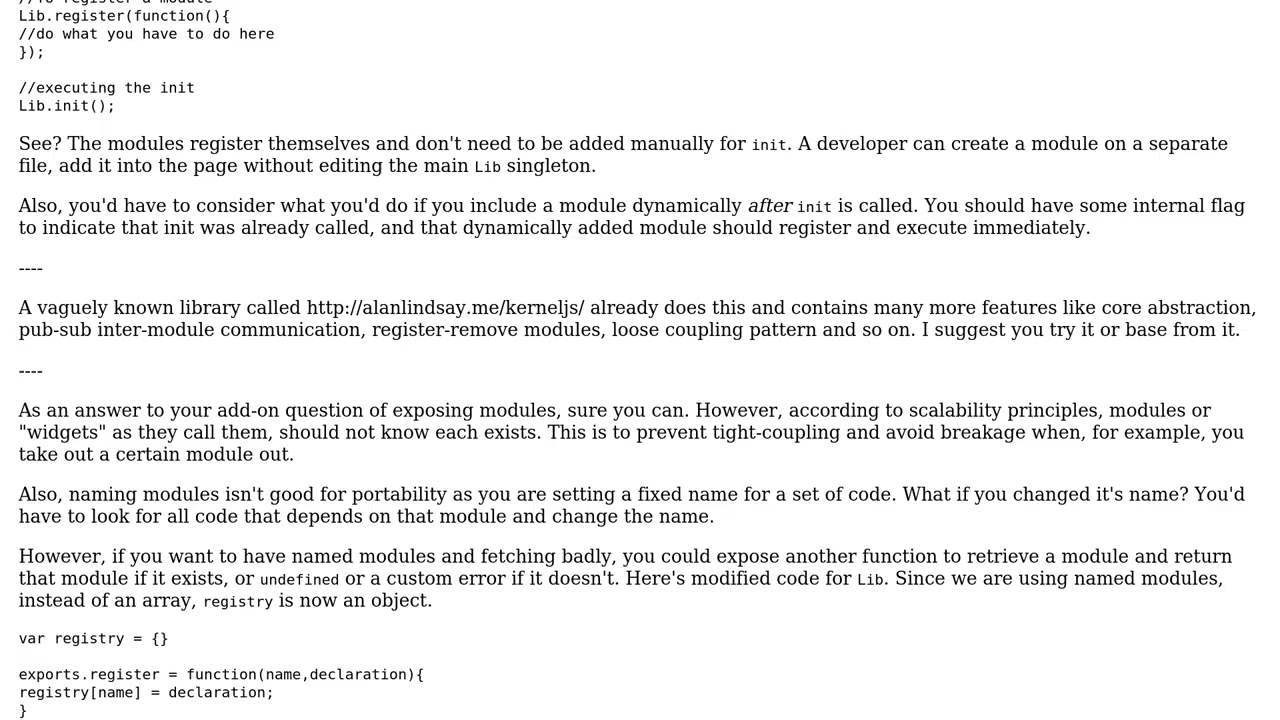 //To register a module
Lib.register(function(){
//do what you have to do here
});
//executing the init
Lib.init();
See? The modules register themselves and don't need to be added manually for init. A developer can create a module on a separate
file, add it into the page without editing the main Lib singleton.
Also, you'd have to consider what you'd do if you include a module dynamically after init is called. You should have some internal flag
to indicate that init was already called, and that dynamically added module should register and execute immediately.
----
A vaguely known library called http://alanlindsay.me/kerneljs/ already does this and contains many more features like core abstraction,
pub-sub inter-module communication, register-remove modules, loose coupling pattern and so on. I suggest you try it or base from it.
----
As an answer to your add-on question of exposing modules, sure you can. However, according to scalability principles, modules or
"widgets" as they call them, should not know each exists. This is to prevent tight-coupling and avoid breakage when, for example, you
take out a certain module out.
Also, naming modules isn't good for portability as you are setting a fixed name for a set of code. What if you changed it's name? You'd
have to look for all code that depends on that module and change the name.
However, if you want to have named modules and fetching badly, you could expose another function to retrieve a module and return
that module if it exists, or undefined or a custom error if it doesn't. Here's modified code for Lib. Since we are using named modules,
instead of an array, registry is now an object.
var registry = {}
exports.register = function(name,declaration){
registry[name] = declaration;
}